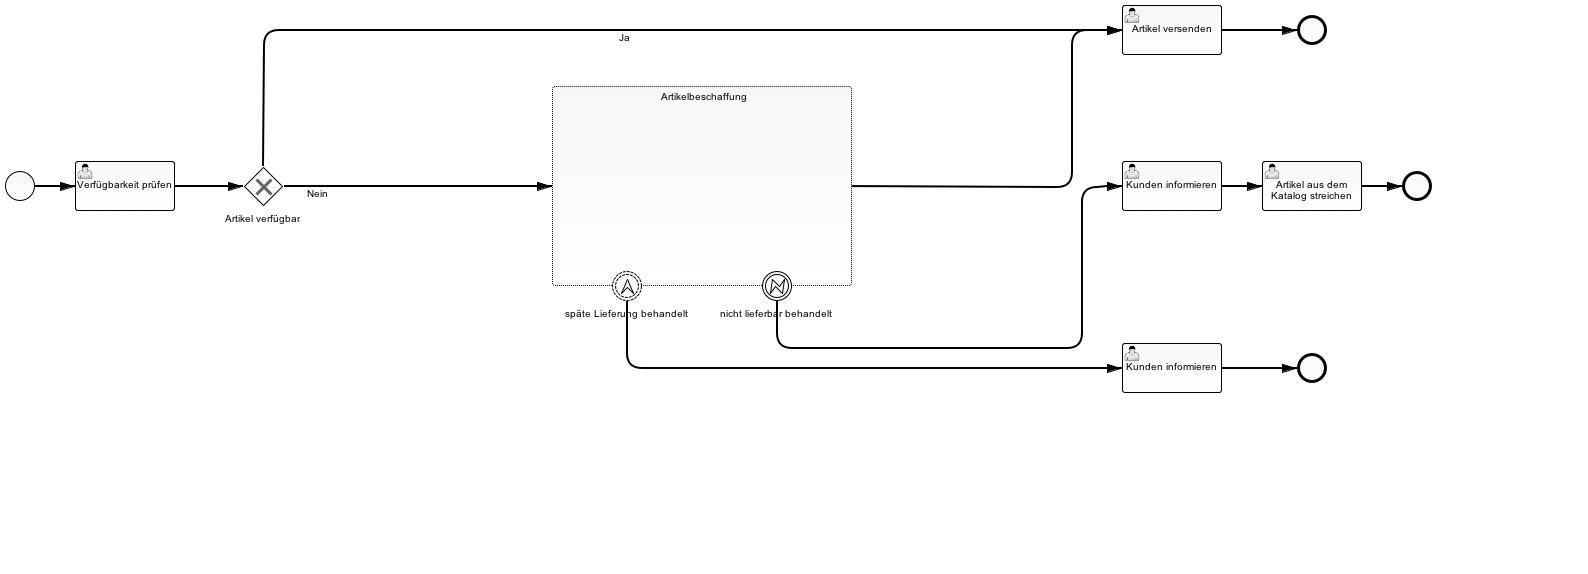 Artikel versenden
Ja
Artikelbeschaffung
Verfügbarkeit prüfen
Nein
Artikel verfügbar
Kunden informieren
Artikel aus dem
Katalog streichen
späte Lieferung behandelt
nicht lieferbar behandelt
Kunden informieren